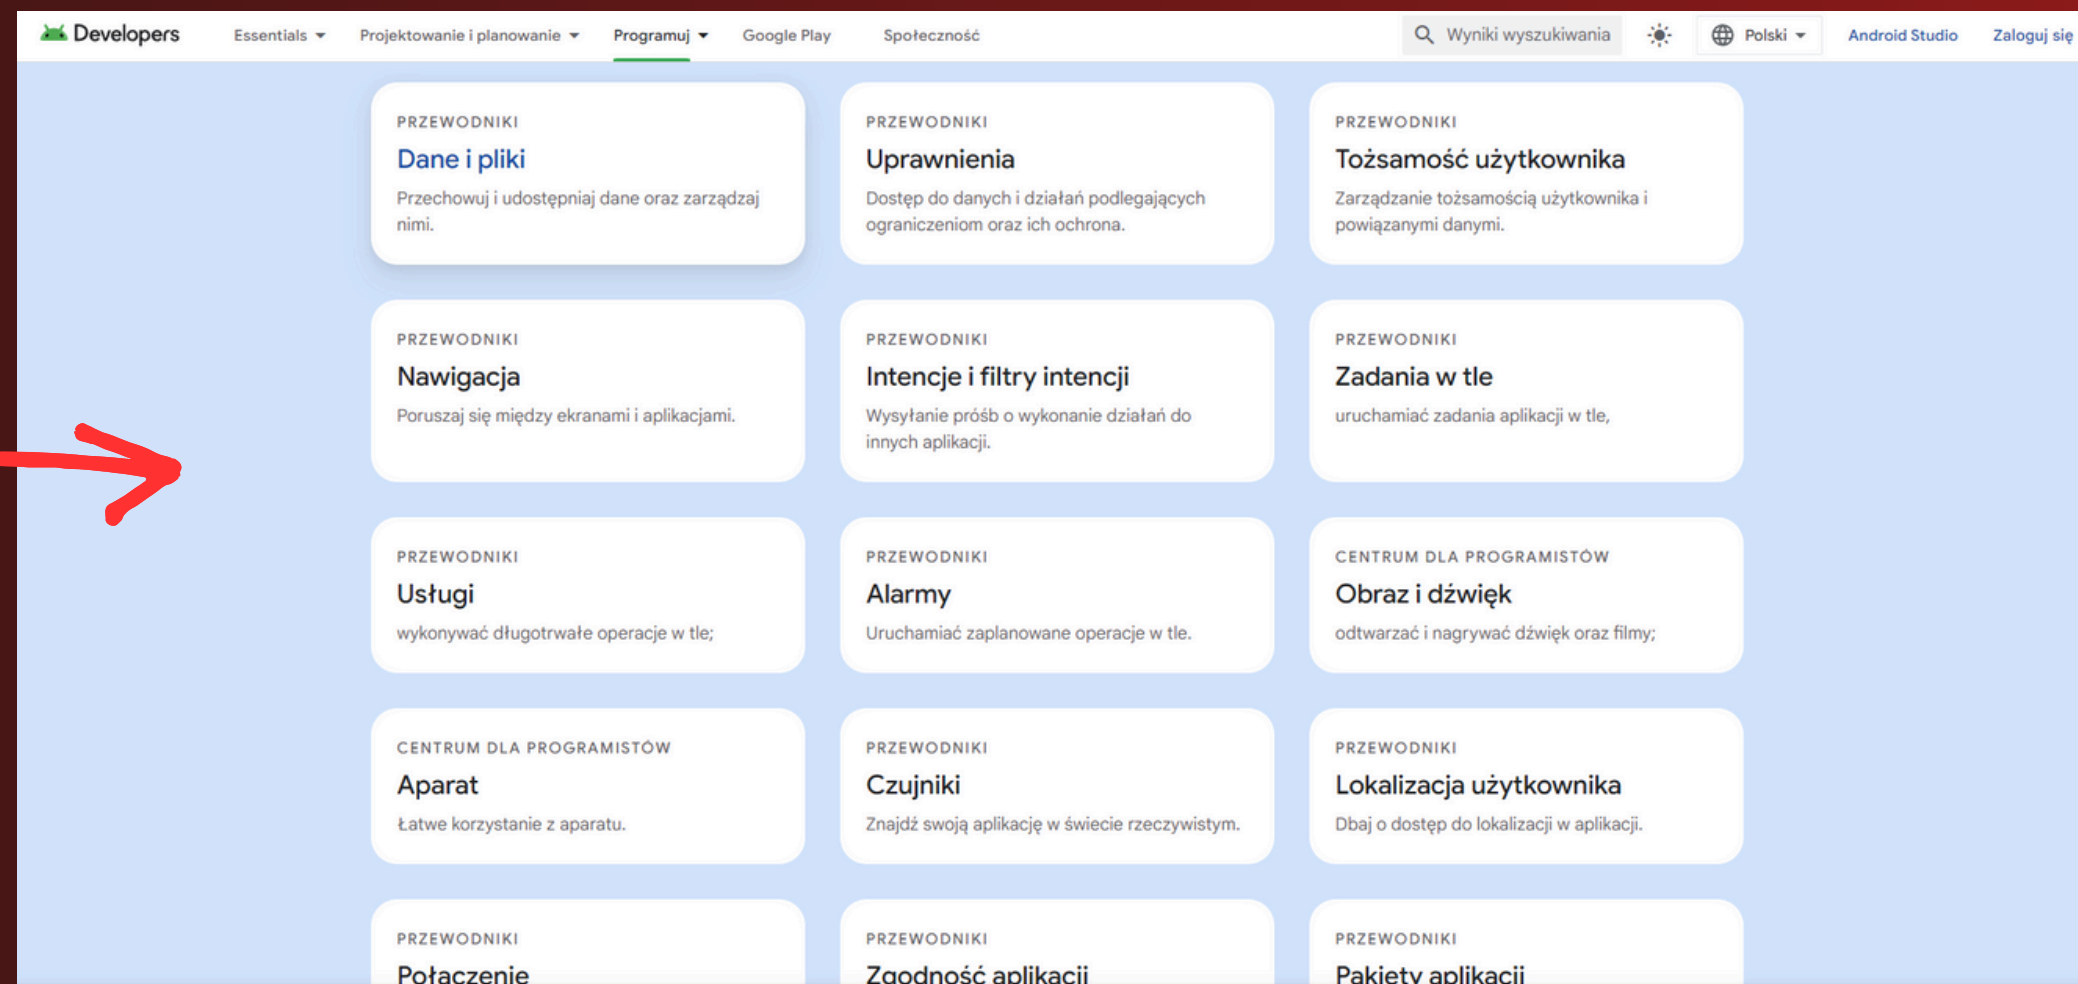 Developers Essentials Projektowanie i planowanie Programuj Google Play Społeczność Wyniki wyszukiwania Polski Android Studio Zaloguj się
PRZEWODNIKI
Dane i pliki
Przechowuj i udostępniaj dane oraz zarządzaj
nimi.
PRZEWODNIKI
Uprawnienia
Dostęp do danych i działań podlegających
ograniczeniom oraz ich ochrona.
PRZEWODNIKI
Tożsamość użytkownika
Zarządzanie tożsamością użytkownika i
powiązanymi danymi.
PRZEWODNIKI
Nawigacja
Poruszaj się między ekranami i aplikacjami.
PRZEWODNIKI
Intencje i filtry intencji
Wysyłanie próśb o wykonanie działań do
innych aplikacji.
PRZEWODNIKI
Zadania w tle
uruchamiać zadania aplikacji w tle,
PRZEWODNIKI
Usługi
wykonywać długotrwałe operacje w tle;
PRZEWODNIKI
Alarmy
Uruchamiać zaplanowane operacje w tle.
CENTRUM DLA PROGRAMISTÓW
Obraz i dźwięk
odtwarzać i nagrywać dźwięk oraz filmy;
CENTRUM DLA PROGRAMISTÓW
Aparat
Łatwe korzystanie z aparatu.
PRZEWODNIKI
Czujniki
Znajdź swoją aplikację w świecie rzeczywistym.
PRZEWODNIKI
Lokalizacja użytkownika
Dbaj o dostęp do lokalizacji w aplikacji.
PRZEWODNIKI
Połączenie
PRZEWODNIKI
Zgodność aplikacji
PRZEWODNIKI
Pakiety aplikacji